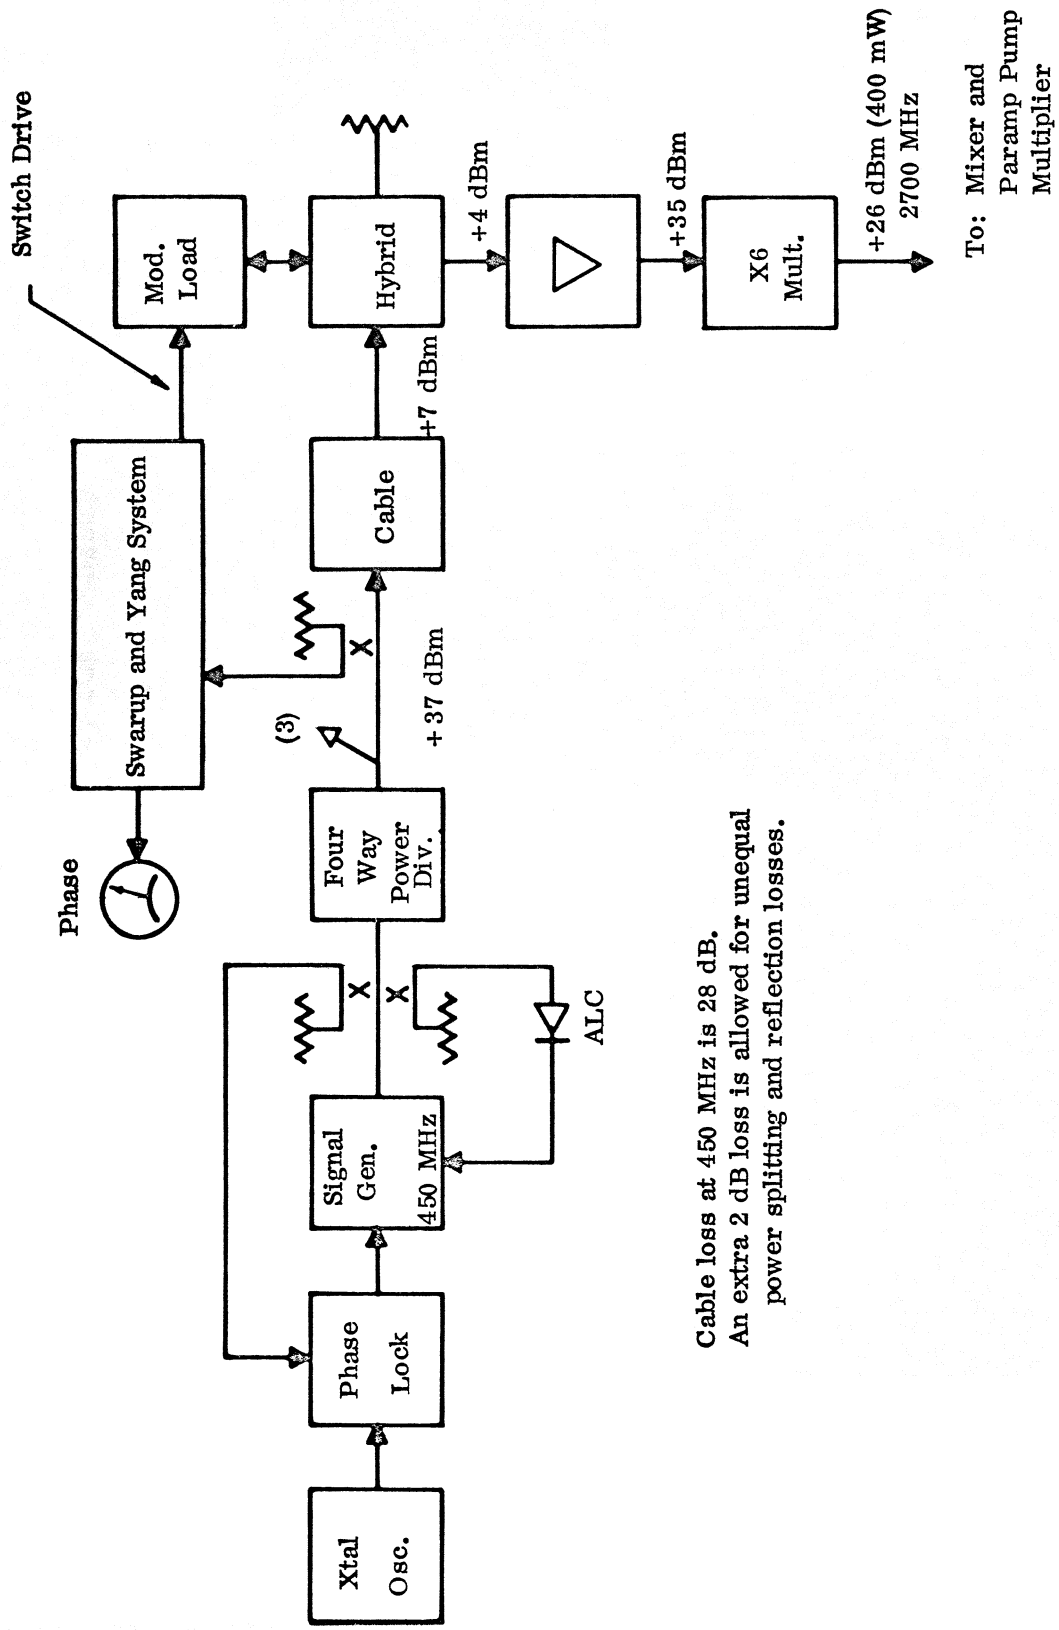 Xtal
Osc.
Phase
Lock
Signal
Gen.
450 MHz
ALC
Four
Way
Power
Div.
(3)
+37 dBm
Phase
Swarup and Yang System
Switch Drive
Cable
+7 dBm
Mod.
Load
Hybrid
+4 dBm
+35 dBm
X6
Mult.
+26 dBm (400 mW)
2700 MHz
To: Mixer and
Paramp Pump
Multiplier
Cable loss at 450 MHz is 28 dB.
An extra 2 dB loss is allowed for unequal
power splitting and reflection losses.